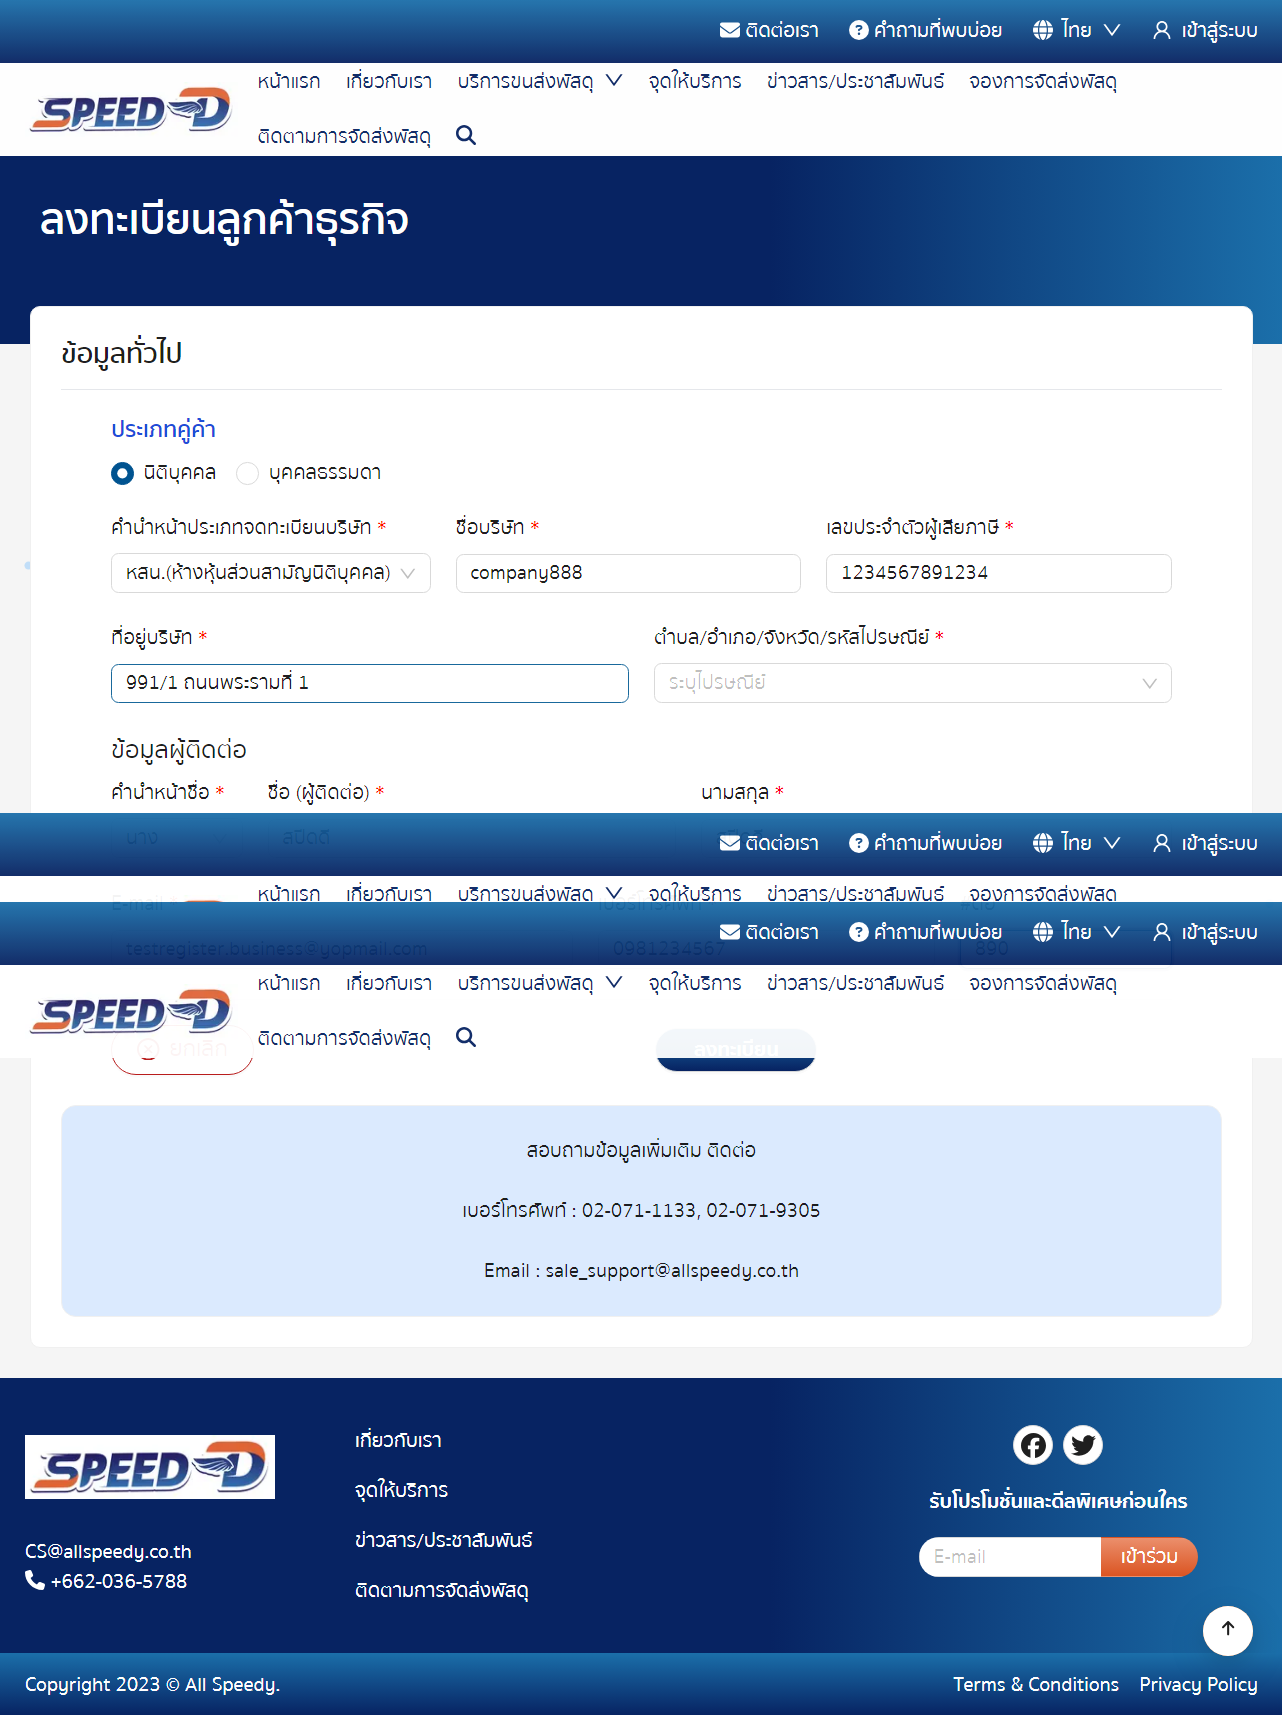 ติดต่อเรา คำถามที่พบบ่อย ไทย เข้าสู่ระบบ
SPEED-D
หน้าแรก เกี่ยวกับเรา บริการขนส่งพัสดุ จุดให้บริการ ข่าวสาร/ประชาสัมพันธ์ จองการจัดส่งพัสดุ
ติดตามการจัดส่งพัสดุ
ลงทะเบียนลูกค้าธุรกิจ
ข้อมูลทั่วไป
ประเภทคู่ค้า
นิติบุคคล บุคคลธรรมดา
คำนำหน้าประเภทจดทะเบียนบริษัท * ชื่อบริษัท * เลขประจำตัวผู้เสียภาษี *
หสน.(ห้างหุ้นส่วนสามัญนิติบุคคล) company888 1234567891234
ที่อยู่บริษัท * ตำบล/อำเภอ/จังหวัด/รหัสไปรษณีย์ *
991/1 ถนนพระรามที่ 1 ระบุไปรษณีย์
ข้อมูลผู้ติดต่อ
คำนำหน้าชื่อ * ชื่อ (ผู้ติดต่อ) * นามสกุล *
นาง สปีดดี
ติดต่อเรา คำถามที่พบบ่อย ไทย เข้าสู่ระบบ
หน้าแรก เกี่ยวกับเรา บริการขนส่งพัสดุ จุดให้บริการ ข่าวสาร/ประชาสัมพันธ์ จองการจัดส่งพัสดุ
E-mail
ติดต่อเรา คำถามที่พบบ่อย ไทย เข้าสู่ระบบ
testregister.business@yopmail.com 0981234567 890
SPEED-D
หน้าแรก เกี่ยวกับเรา บริการขนส่งพัสดุ จุดให้บริการ ข่าวสาร/ประชาสัมพันธ์ จองการจัดส่งพัสดุ
ติดตามการจัดส่งพัสดุ
ยกเลิก ลงทะเบียน
สอบถามข้อมูลเพิ่มเติม ติดต่อ
เบอร์โทรศัพท์ : 02-071-1133, 02-071-9305
Email : sale_support@allspeedy.co.th
SPEED-D
CS@allspeedy.co.th
+662-036-5788
เกี่ยวกับเรา
จุดให้บริการ
ข่าวสาร/ประชาสัมพันธ์
ติดตามการจัดส่งพัสดุ
รับโปรโมชั่นและดีลพิเศษก่อนใคร
E-mail เข้าร่วม
Copyright 2023 © All Speedy. Terms & Conditions Privacy Policy